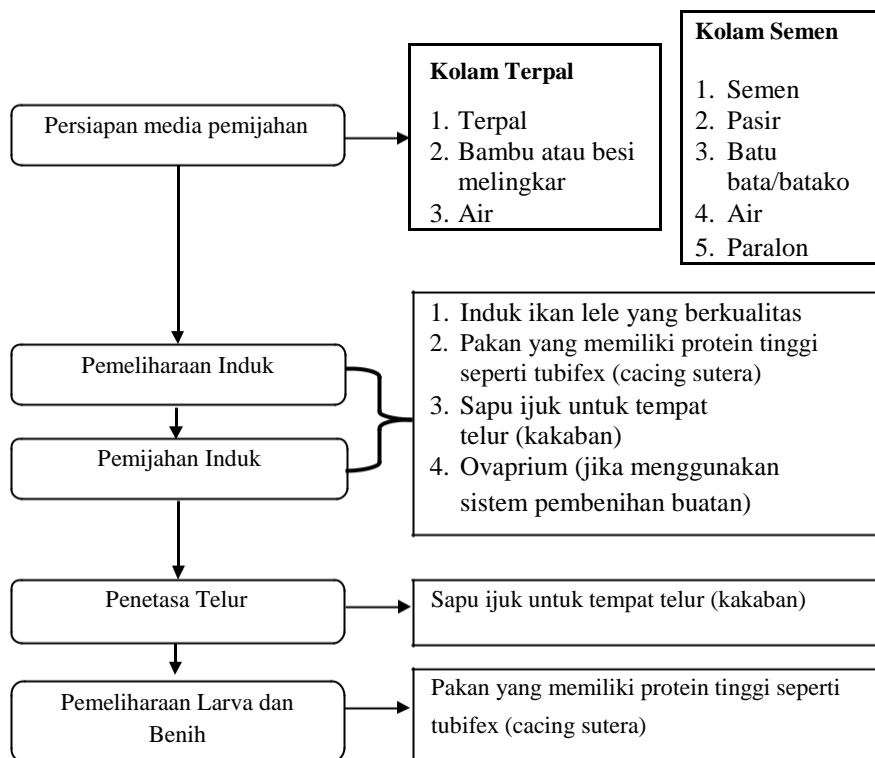 Persiapan media pemijahan
Kolam Terpal
1. Terpal
2. Bambu atau besi
melingkar
3. Air
Kolam Semen
1. Semen
2. Pasir
3. Batu
bata/batako
4. Air
5. Paralon
Pemeliharaan Induk
Pemijahan Induk
1. Induk ikan lele yang berkualitas
2. Pakan yang memiliki protein tinggi
seperti tubifex (cacing sutera)
3. Sapu ijuk untuk tempat
telur (kakaban)
4. Ovaprium (jika menggunakan
sistem pembenihan buatan)
Penetasa Telur
Sapu ijuk untuk tempat telur (kakaban)
Pemeliharaan Larva dan
Benih
Pakan yang memiliki protein tinggi seperti
tubifex (cacing sutera)